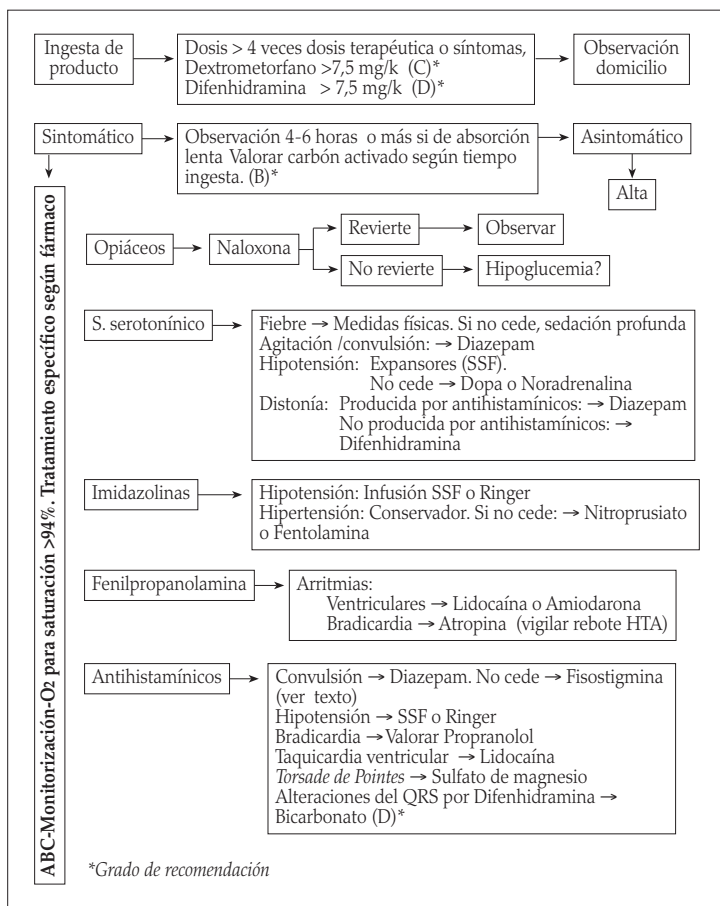 Ingesta de
producto
Dosis > 4 veces dosis terapéutica o síntomas,
Dextrometorfano >7,5 mg/k (C)*
Difenhidramina > 7,5 mg/k (D)*
Observación
domicilio
Sintomático
Observación 4-6 horas o más si de absorción
lenta Valorar carbón activado según tiempo
ingesta. (B)*
Asintomático
Alta
ABC-Monitorización-O2 para saturación >94%. Tratamiento específico según fármaco
Opiáceos
Naloxona
Revierte
Observar
No revierte
Hipoglucemia?
S. serotonínico
Fiebre → Medidas físicas. Si no cede, sedación profunda
Agitación /convulsión: → Diazepam
Hipotensión: Expansores (SSF).
No cede → Dopa o Noradrenalina
Distonía: Producida por antihistamínicos: → Diazepam
No producida por antihistamínicos: →
Difenhidramina
Imidazolinas
Hipotensión: Infusión SSF o Ringer
Hipertensión: Conservador. Si no cede: → Nitroprusiato
o Fentolamina
Fenilpropanolamina
Arritmias:
Ventriculares → Lidocaína o Amiodarona
Bradicardia → Atropina (vigilar rebote HTA)
Antihistamínicos
Convulsión → Diazepam. No cede → Fisostigmina
(ver texto)
Hipotensión → SSF o Ringer
Bradicardia → Valorar Propranolol
Taquicardia ventricular → Lidocaína
Torsade de Pointes → Sulfato de magnesio
Alteraciones del QRS por Difenhidramina →
Bicarbonato (D)*
*Grado de recomendación